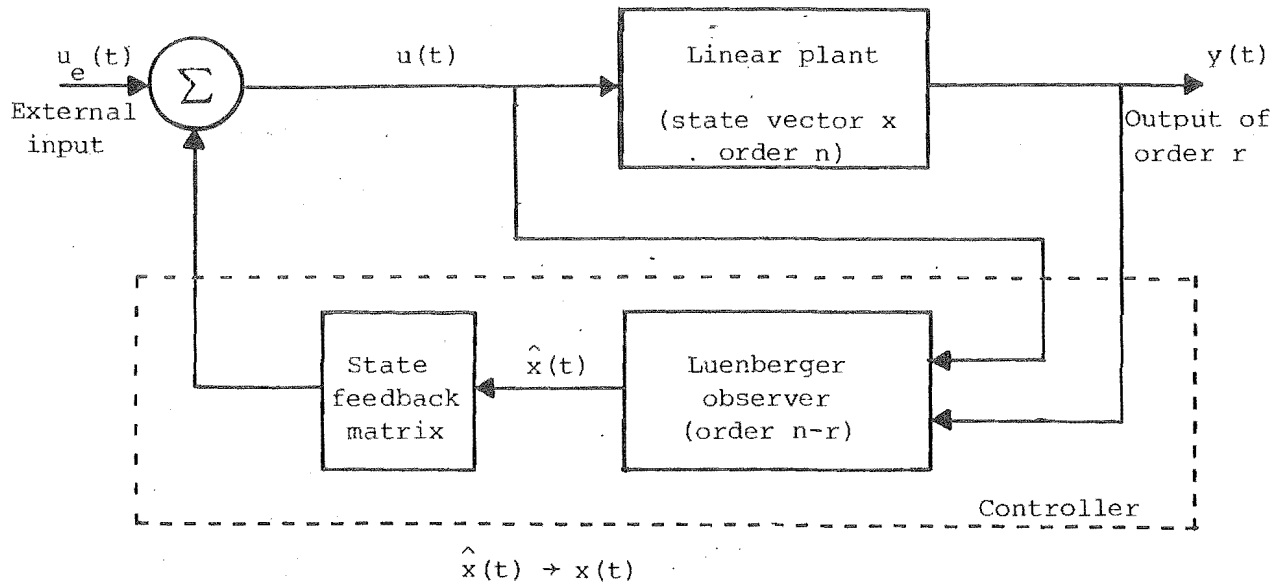 u_e(t)
External
input
Σ
u(t)
Linear plant
(state vector x
order n)
y(t)
Output of
order r
State
feedback
matrix
x̂(t)
Luenberger
observer
(order n-r)
Controller
x̂(t) → x(t)